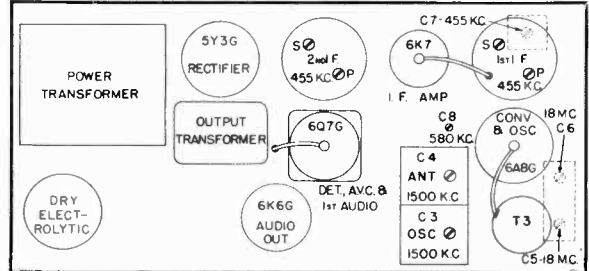 C7-455 KC.
5Y3G
RECTIFIER
S
2ND I.F.
455 KC.
P
6K7
I.F. AMP
S
1ST I F
P
455 KC.
POWER
TRANSFORMER
OUTPUT
TRANSFORMER
6Q7G
DET., A.V.C. &
1ST AUDIO
C8
580 KC.
CONV
& OSC
6A8G
18 MC.
C6
C4
ANT
1500 K.C
C3
OSC
1500 K.C
T3
C5-18 MC.
DRY
ELECT-
ROLYTIC
6K6G
AUDIO
OUT